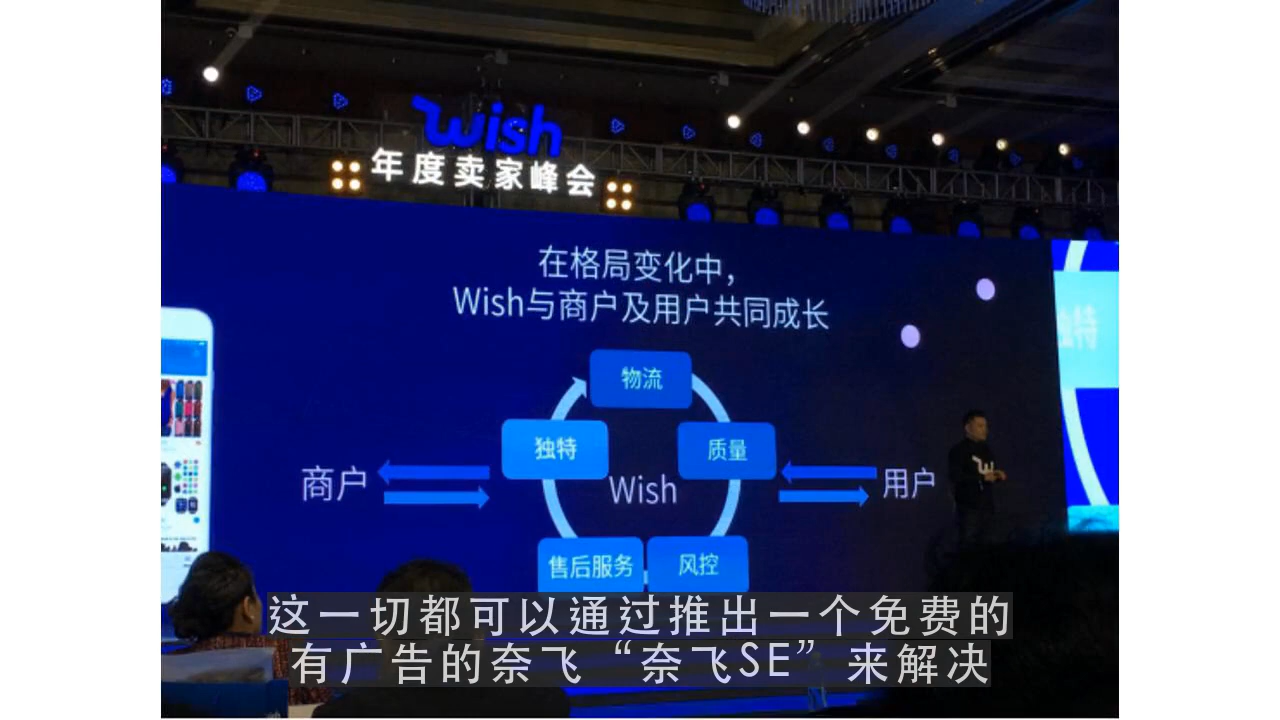 wish
年度卖家峰会
在格局变化中，
Wish与商户及用户共同成长
物流
独特
质量
商户
Wish
用户
售后服务
风控
独特
W
这一切都可以通过推出一个免费的
有广告的奈飞“奈飞SE”来解决